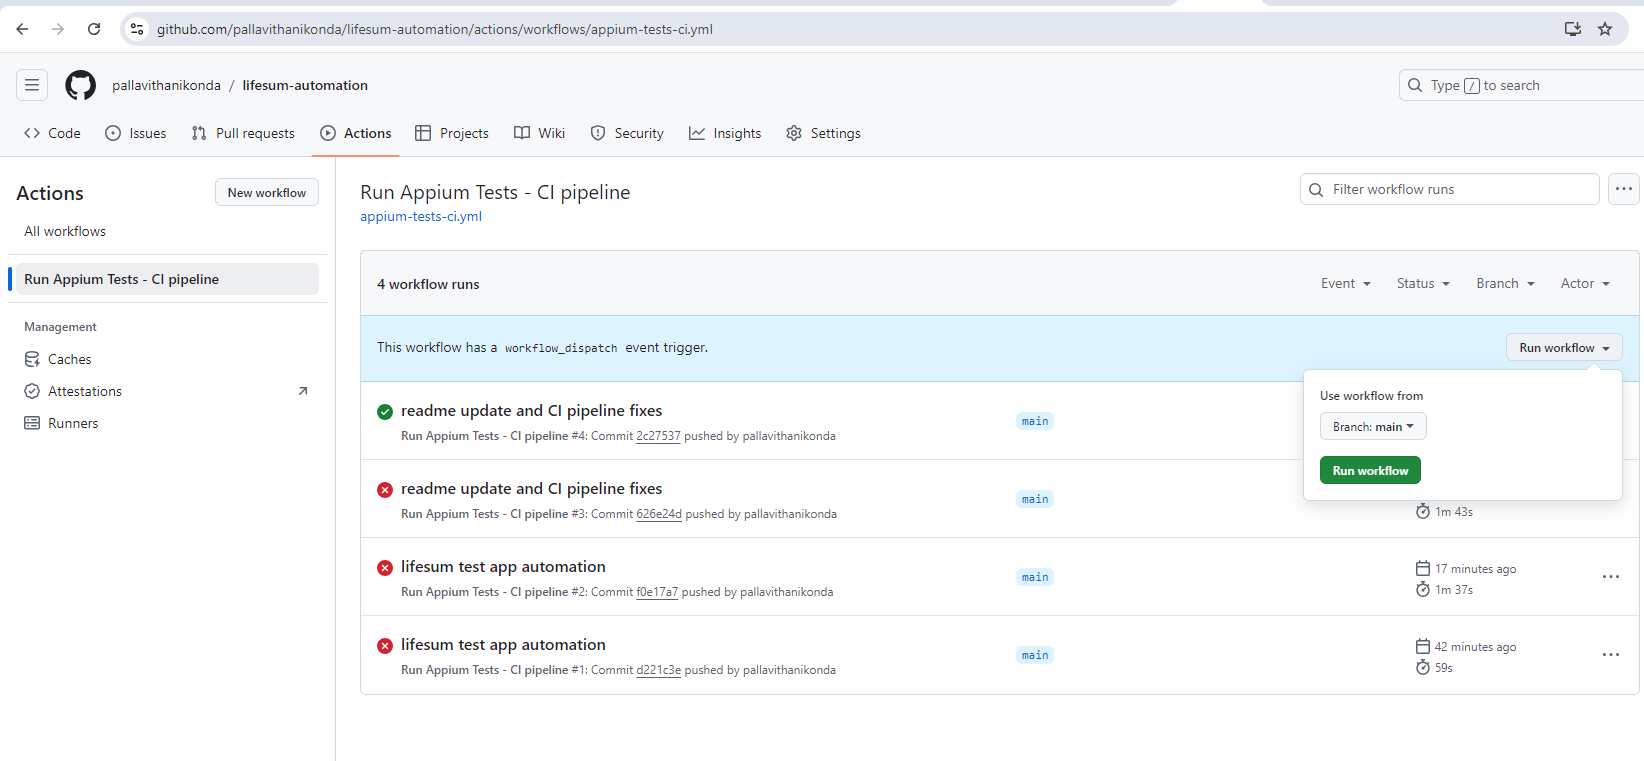 github.com/pallavithanikonda/lifesum-automation/actions/workflows/appium-tests-ci.yml
pallavithanikonda / lifesum-automation
Type / to search
Code Issues Pull requests Actions Projects Wiki Security Insights Settings
Actions
New workflow
All workflows
Run Appium Tests - CI pipeline
Management
Caches
Attestations
Runners
Run Appium Tests - CI pipeline
appium-tests-ci.yml
Filter workflow runs
4 workflow runs
Event Status Branch Actor
This workflow has a workflow_dispatch event trigger.
Run workflow
Use workflow from
Branch: main
Run workflow
readme update and CI pipeline fixes
Run Appium Tests - CI pipeline #4: Commit 2c27537 pushed by pallavithanikonda
main
readme update and CI pipeline fixes
Run Appium Tests - CI pipeline #3: Commit 626e24d pushed by pallavithanikonda
main
1m 43s
lifesum test app automation
Run Appium Tests - CI pipeline #2: Commit f0e17a7 pushed by pallavithanikonda
main
17 minutes ago
1m 37s
lifesum test app automation
Run Appium Tests - CI pipeline #1: Commit d221c3e pushed by pallavithanikonda
main
42 minutes ago
59s